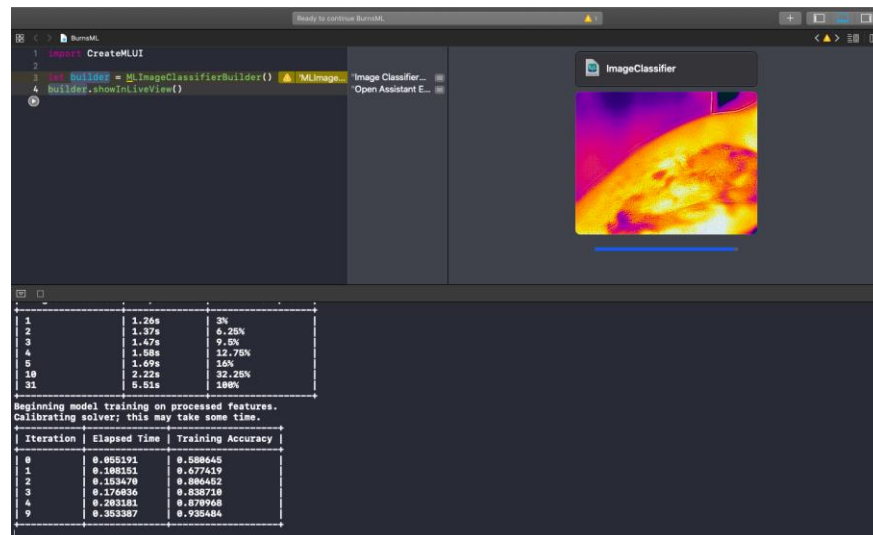 Ready to continue BurnsML
1
BurnsML
1 import CreateMLUI
2
3 let builder = MLImageClassifierBuilder() "MLImage... "Image Classifier...
4 builder.showInLiveView() "Open Assistant E...
ImageClassifier
| 1 | 1.26s | 3% |
| 2 | 1.37s | 6.25% |
| 3 | 1.47s | 9.5% |
| 4 | 1.58s | 12.75% |
| 5 | 1.69s | 16% |
| 10 | 2.22s | 32.25% |
| 31 | 5.51s | 100% |
Beginning model training on processed features.
Calibrating solver; this may take some time.
| Iteration | Elapsed Time | Training Accuracy |
| 0 | 0.055191 | 0.580645 |
| 1 | 0.108151 | 0.677419 |
| 2 | 0.153470 | 0.806452 |
| 3 | 0.176036 | 0.838710 |
| 4 | 0.203181 | 0.870968 |
| 9 | 0.353387 | 0.935484 |